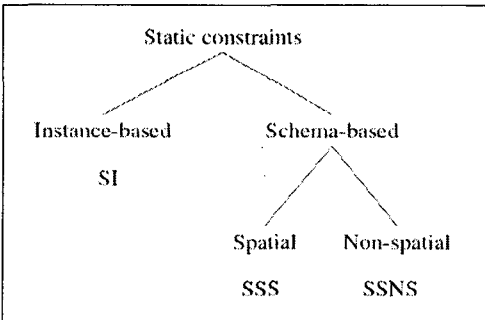 Static constraints
Instance-based Schema-based
SI
Spatial Non-spatial
SSS SSNS